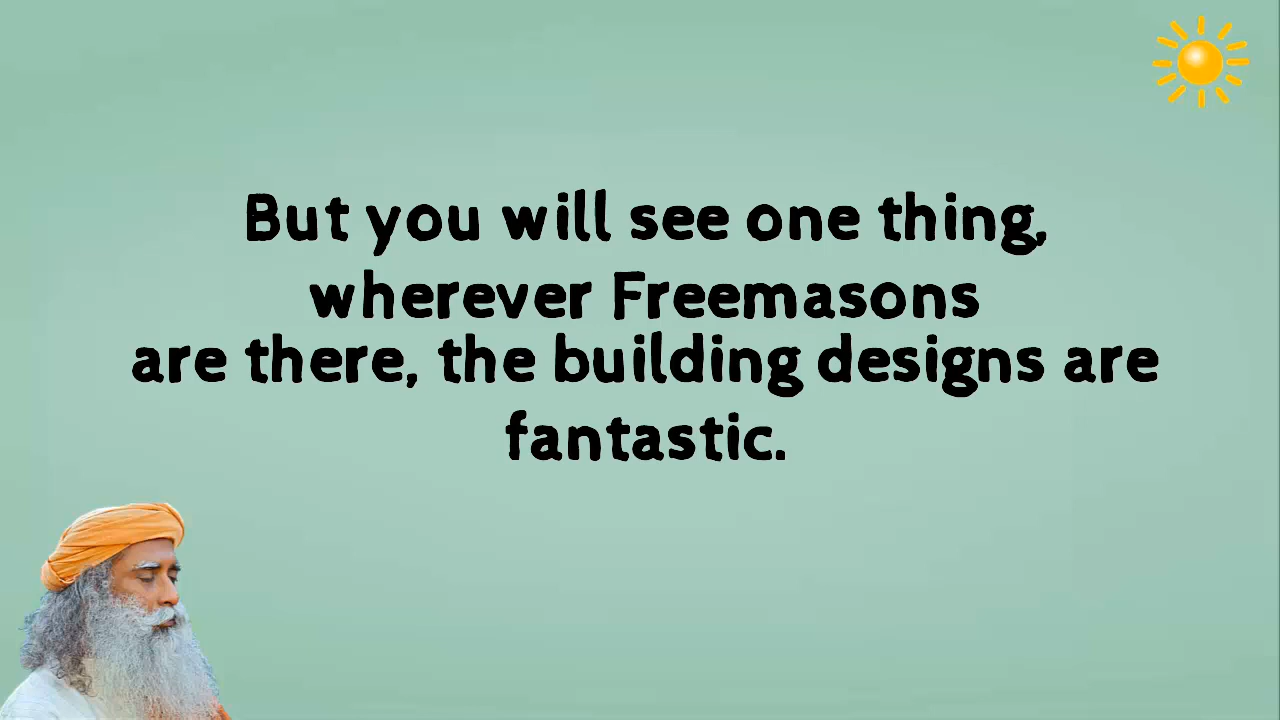 But you will see one thing,
wherever Freemasons
are there, the building designs are
fantastic.